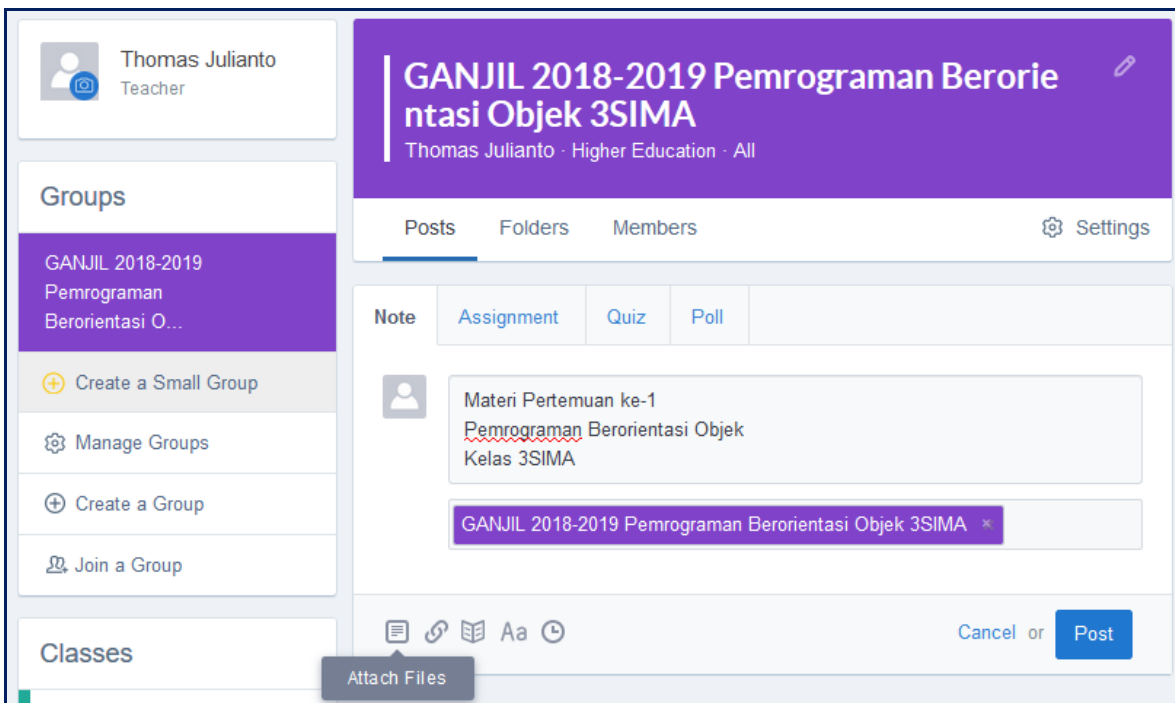 Thomas Julianto
Teacher
Groups
GANJIL 2018-2019
Pemrograman
Berorientasi O...
Create a Small Group
Manage Groups
Create a Group
Join a Group
Classes
GANJIL 2018-2019 Pemrograman Berorie
ntasi Objek 3SIMA
Thomas Julianto · Higher Education · All
Posts Folders Members Settings
Note Assignment Quiz Poll
Materi Pertemuan ke-1
Pemrograman Berorientasi Objek
Kelas 3SIMA
GANJIL 2018-2019 Pemrograman Berorientasi Objek 3SIMA ×
Aa Cancel or Post
Attach Files